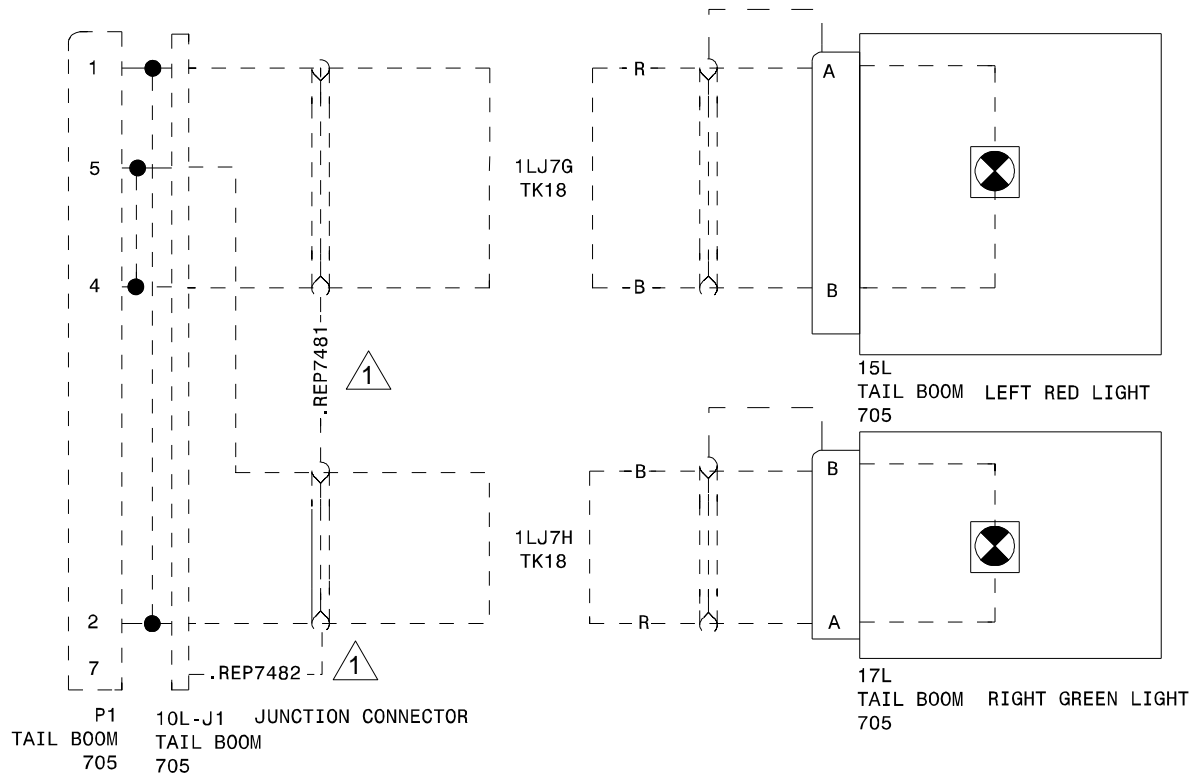 1
5
4
2
7
P1
TAIL BOOM
705
10L-J1
TAIL BOOM
705
JUNCTION CONNECTOR
.REP7481
1
.REP7482
1
1LJ7G
TK18
R
B
A
B
15L
TAIL BOOM
705
LEFT RED LIGHT
1LJ7H
TK18
B
R
B
A
17L
TAIL BOOM
705
RIGHT GREEN LIGHT